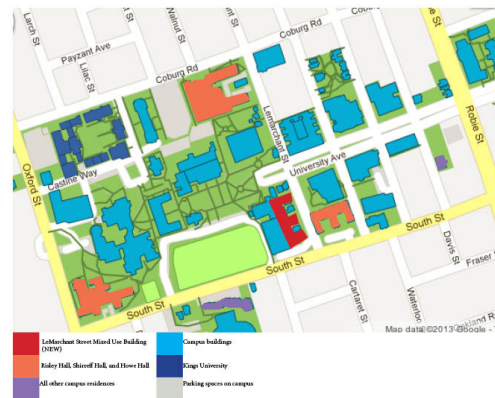 Larch St
Walnut St
Coburg Rd
Robie St
Payzant Ave
Lilac St
Coburg Rd
Lemarchant St
University Ave
Castine Way
Oxford St
South St
South St
South St
Davis St
Fraser
Cartaret St
Waterloo
Map data ©2013 Google -
LeMarchant Street Mixed Use Building
(NEW)
Campus buildings
Risley Hall, Shirreff Hall, and Howe Hall
Kings University
All other campus residences
Parking spaces on campus